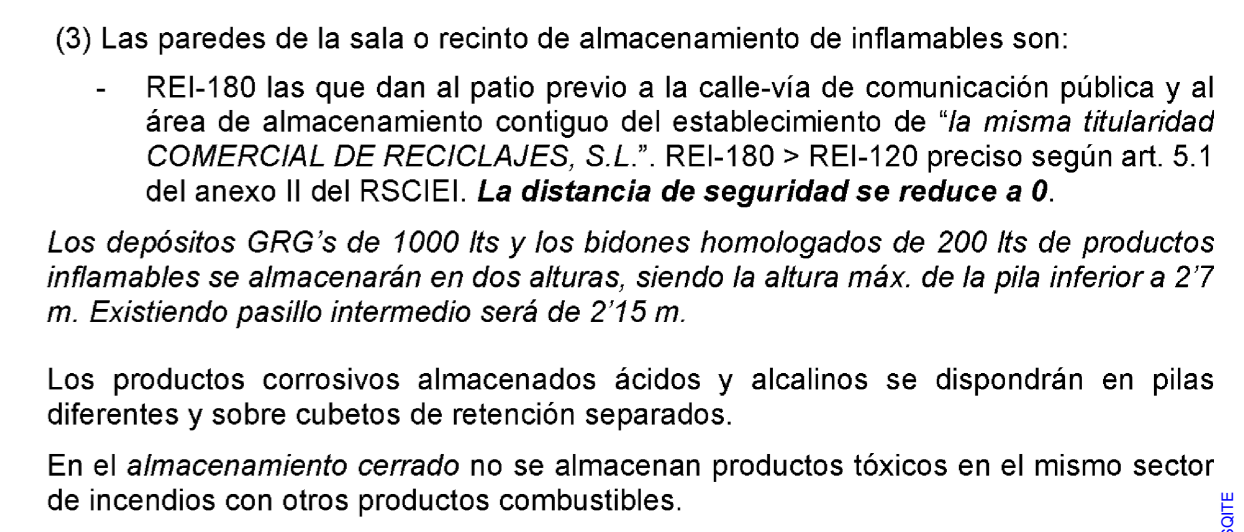 (3) Las paredes de la sala o recinto de almacenamiento de inflamables son:
- REI-180 las que dan al patio previo a la calle-vía de comunicación pública y al
área de almacenamiento contiguo del establecimiento de “la misma titularidad
COMERCIAL DE RECICLAJES, S.L.”. REI-180 > REI-120 preciso según art. 5.1
del anexo II del RSCIEI. La distancia de seguridad se reduce a 0.
Los depósitos GRG’s de 1000 lts y los bidones homologados de 200 lts de productos
inflamables se almacenarán en dos alturas, siendo la altura máx. de la pila inferior a 2’7
m. Existiendo pasillo intermedio será de 2’15 m.
Los productos corrosivos almacenados ácidos y alcalinos se dispondrán en pilas
diferentes y sobre cubetos de retención separados.
En el almacenamiento cerrado no se almacenan productos tóxicos en el mismo sector
de incendios con otros productos combustibles.